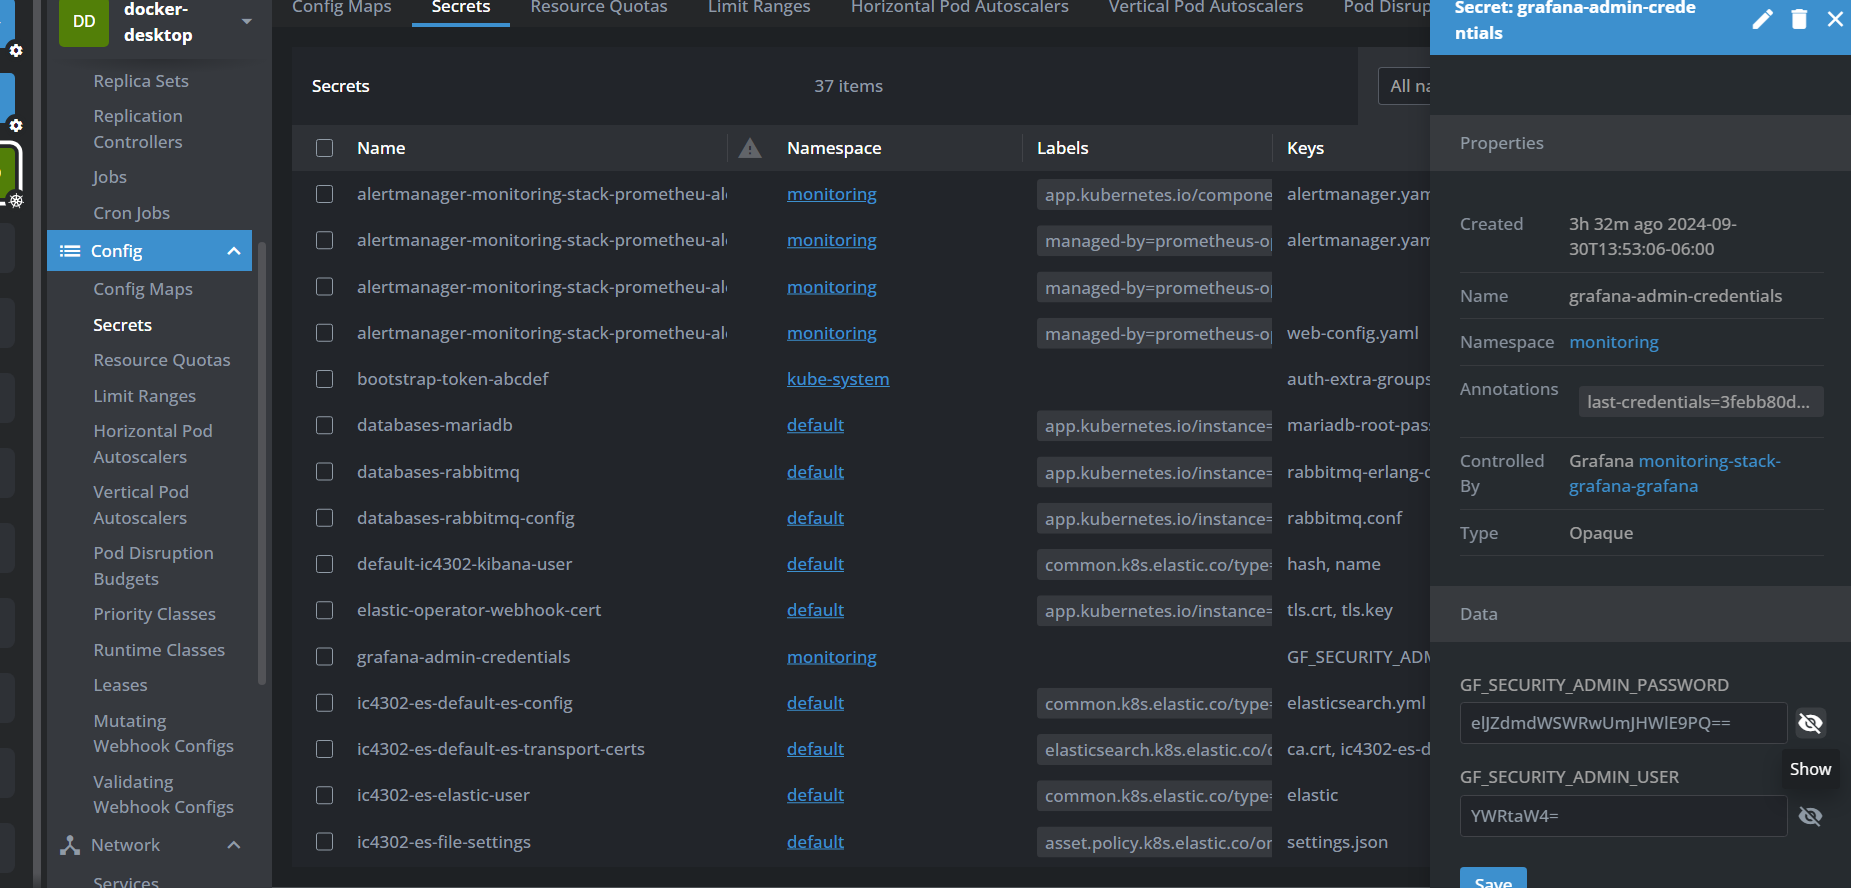 DD
docker-
desktop
Replica Sets
Replication
Controllers
Jobs
Cron Jobs
Config
Config Maps
Secrets
Resource Quotas
Limit Ranges
Horizontal Pod
Autoscalers
Vertical Pod
Autoscalers
Pod Disruption
Budgets
Priority Classes
Runtime Classes
Leases
Mutating
Webhook Configs
Validating
Webhook Configs
Network
Services
Config Maps Secrets Resource Quotas Limit Ranges Horizontal Pod Autoscalers Vertical Pod Autoscalers Pod Disrup
Secrets 37 items All na
Name Namespace Labels Keys
alertmanager-monitoring-stack-prometheu-al monitoring app.kubernetes.io/compone alertmanager.yam
alertmanager-monitoring-stack-prometheu-al monitoring managed-by=prometheus-op alertmanager.yam
alertmanager-monitoring-stack-prometheu-al monitoring managed-by=prometheus-op
alertmanager-monitoring-stack-prometheu-al monitoring managed-by=prometheus-op web-config.yaml
bootstrap-token-abcdef kube-system auth-extra-groups
databases-mariadb default app.kubernetes.io/instance= mariadb-root-pas
databases-rabbitmq default app.kubernetes.io/instance= rabbitmq-erlang-c
databases-rabbitmq-config default app.kubernetes.io/instance= rabbitmq.conf
default-ic4302-kibana-user default common.k8s.elastic.co/type= hash, name
elastic-operator-webhook-cert default app.kubernetes.io/instance= tls.crt, tls.key
grafana-admin-credentials monitoring GF_SECURITY_ADM
ic4302-es-default-es-config default common.k8s.elastic.co/type= elasticsearch.yml
ic4302-es-default-es-transport-certs default elasticsearch.k8s.elastic.co/c ca.crt, ic4302-es-d
ic4302-es-elastic-user default common.k8s.elastic.co/type= elastic
ic4302-es-file-settings default asset.policy.k8s.elastic.co/or settings.json
Secret: grafana-admin-crede
ntials
Properties
Created 3h 32m ago 2024-09-
30T13:53:06-06:00
Name grafana-admin-credentials
Namespace monitoring
Annotations last-credentials=3febb80d...
Controlled Grafana monitoring-stack-
By grafana-grafana
Type Opaque
Data
GF_SECURITY_ADMIN_PASSWORD
elJZdmdWSWRwUmJHWlE9PQ==
Show
GF_SECURITY_ADMIN_USER
YWRtaW4=
Save